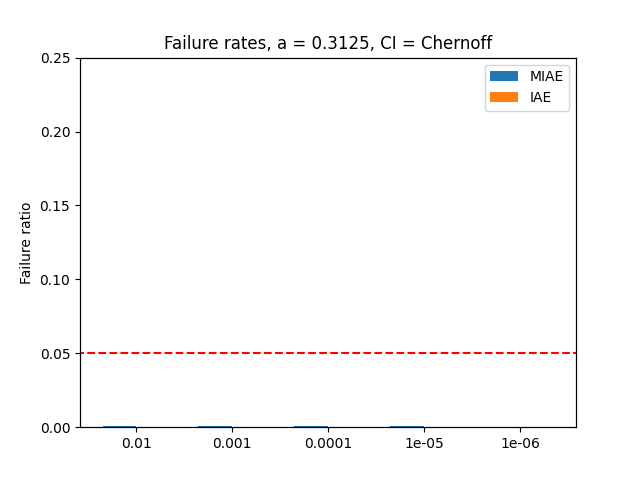 Failure rates, a = 0.3125, CI = Chernoff
MIAE
IAE
Failure ratio
0.25
0.20
0.15
0.10
0.05
0.00
0.01
0.001
0.0001
1e-05
1e-06